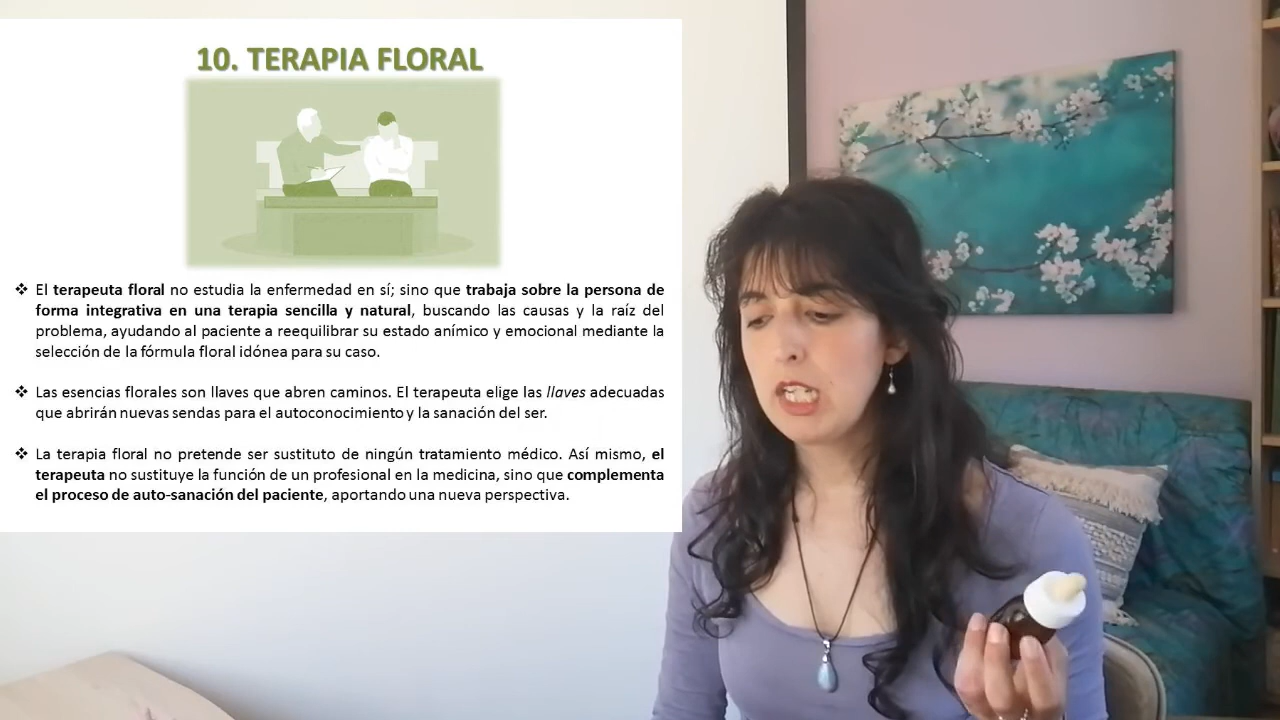 10. TERAPIA FLORAL
❖ El terapeuta floral no estudia la enfermedad en sí; sino que trabaja sobre la persona de
forma integrativa en una terapia sencilla y natural, buscando las causas y la raíz del
problema, ayudando al paciente a reequilibrar su estado anímico y emocional mediante la
selección de la fórmula floral idónea para su caso.
❖ Las esencias florales son llaves que abren caminos. El terapeuta elige las llaves adecuadas
que abrirán nuevas sendas para el autoconocimiento y la sanación del ser.
❖ La terapia floral no pretende ser sustituto de ningún tratamiento médico. Así mismo, el
terapeuta no sustituye la función de un profesional en la medicina, sino que complementa
el proceso de auto-sanación del paciente, aportando una nueva perspectiva.